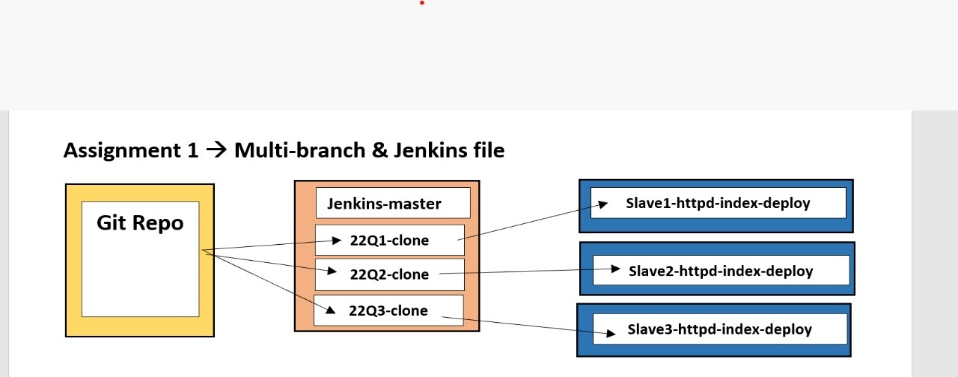 Assignment 1 → Multi-branch & Jenkins file
Git Repo
Jenkins-master
22Q1-clone
22Q2-clone
22Q3-clone
Slave1-httpd-index-deploy
Slave2-httpd-index-deploy
Slave3-httpd-index-deploy